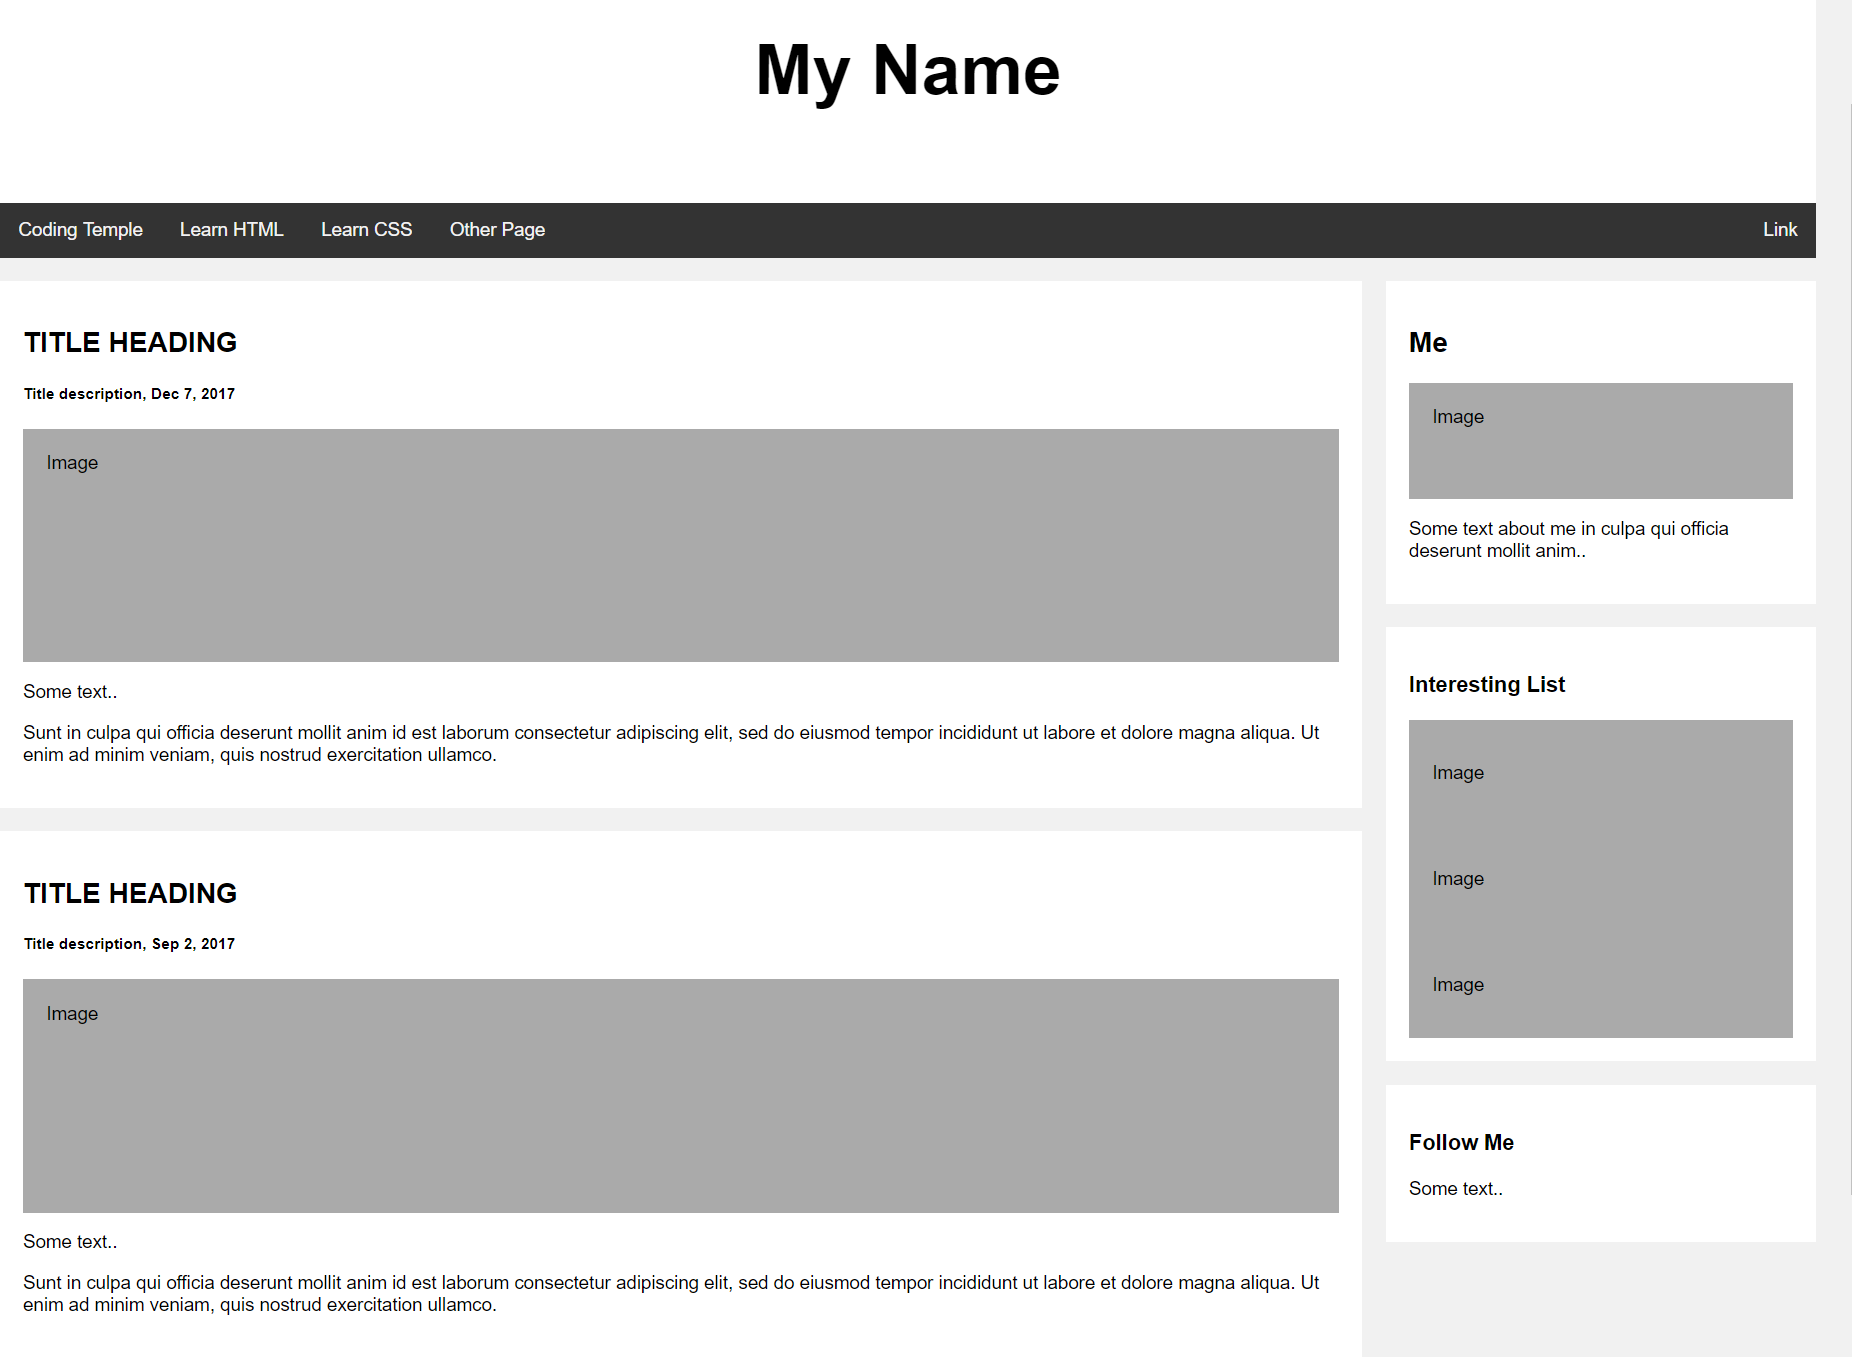 My Name
Coding Temple Learn HTML Learn CSS Other Page Link
TITLE HEADING
Title description, Dec 7, 2017
Image
Some text..
Sunt in culpa qui officia deserunt mollit anim id est laborum consectetur adipiscing elit, sed do eiusmod tempor incididunt ut labore et dolore magna aliqua. Ut
enim ad minim veniam, quis nostrud exercitation ullamco.
TITLE HEADING
Title description, Sep 2, 2017
Image
Some text..
Sunt in culpa qui officia deserunt mollit anim id est laborum consectetur adipiscing elit, sed do eiusmod tempor incididunt ut labore et dolore magna aliqua. Ut
enim ad minim veniam, quis nostrud exercitation ullamco.
Me
Image
Some text about me in culpa qui officia
deserunt mollit anim..
Interesting List
Image
Image
Image
Follow Me
Some text..